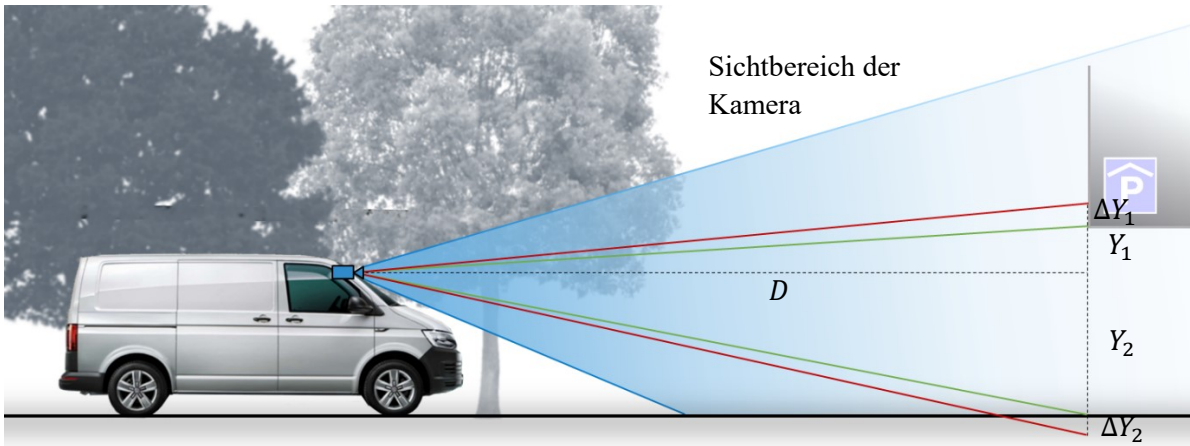 Sichtbereich der
Kamera
P
ΔY₁
Y₁
D
Y₂
ΔY₂